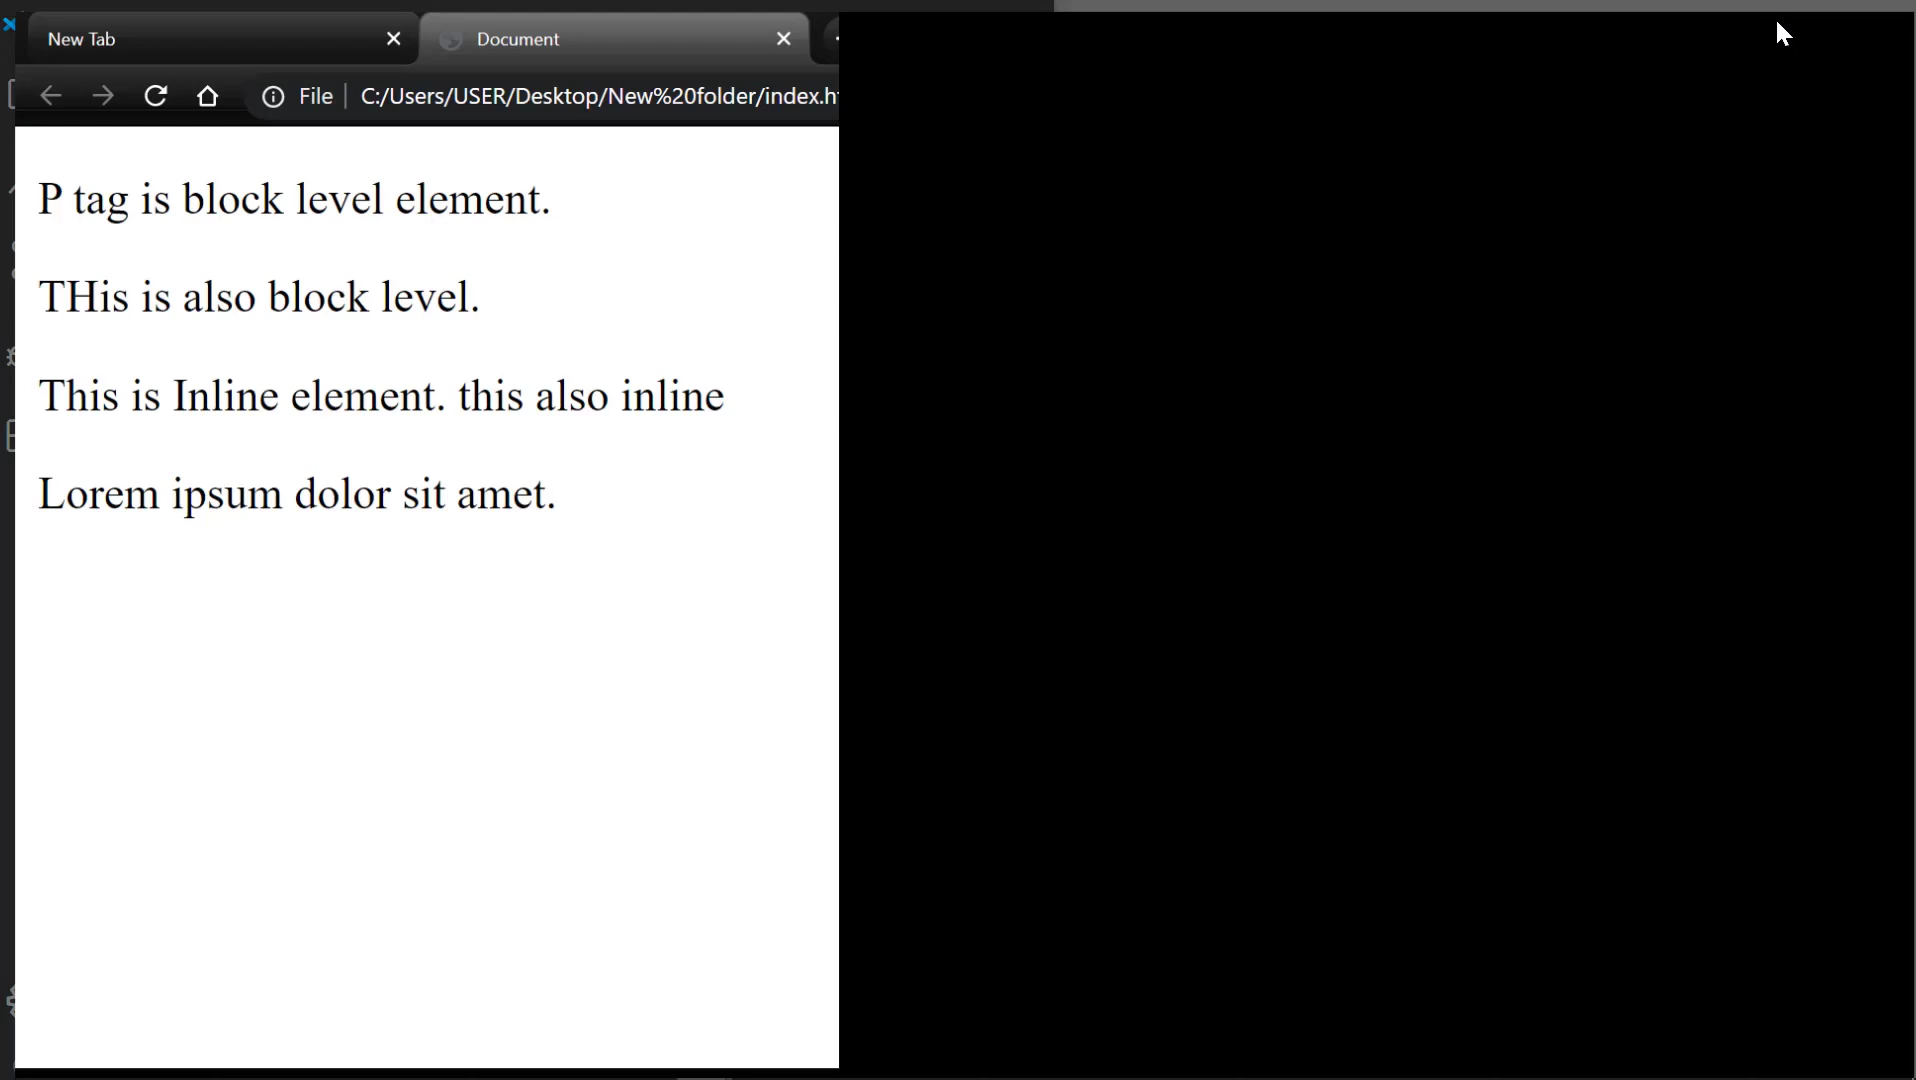 New Tab
Document
File
C:/Users/USER/Desktop/New%20folder/index.h
P tag is block level element.
THis is also block level.
This is Inline element. this also inline
Lorem ipsum dolor sit amet.